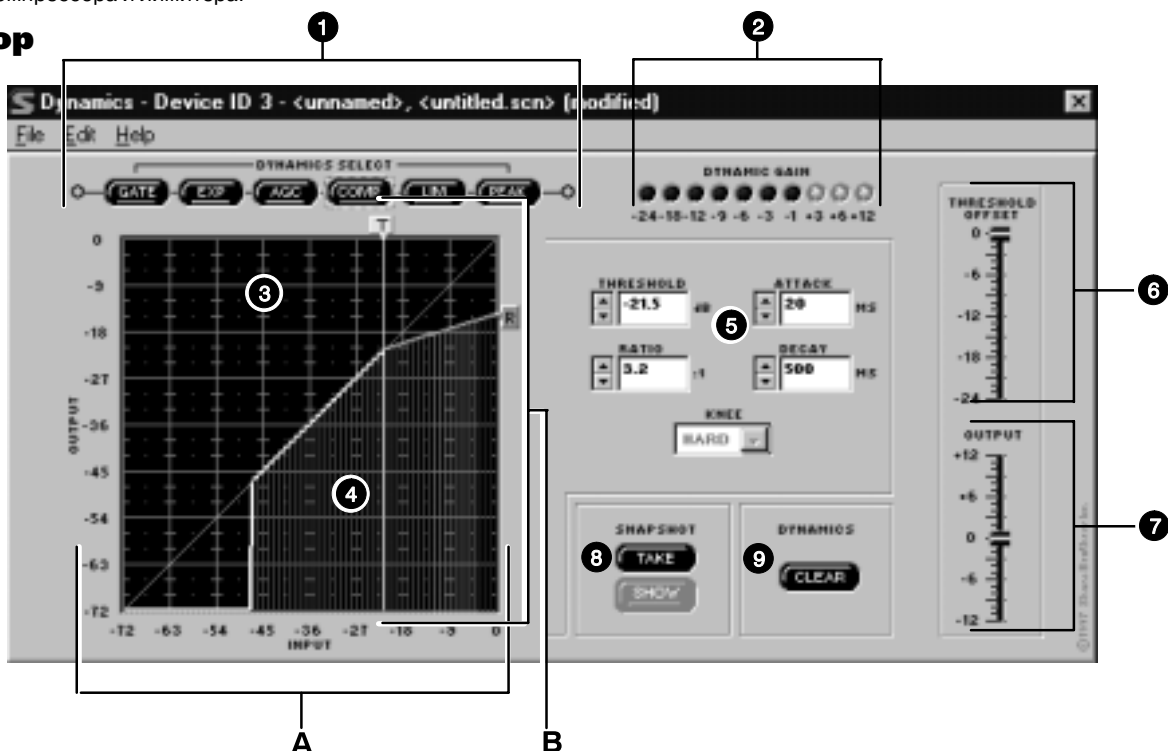 ор
1
2
Dynamics - Device ID 3 - <unnamed>, <untitled.scn> (modified)
File Edit Help
DYNAMICS SELECT
GATE EXP AGC COMP LIM PEAK
DYNAMIC GAIN
-24 -18 -12 -9 -6 -3 -1 +3 +6 +12
T
R
0
-9
-18
-27
-36
-45
-54
-63
-72
OUTPUT
-72 -63 -54 -45 -36 -27 -18 -9 0
INPUT
3
4
THRESHOLD
-21.5 dB
ATTACK
20 MS
5
RATIO
3.2 :1
DECAY
500 MS
KNEE
HARD
SNAPSHOT
8
TAKE
SHOW
DYNAMICS
9
CLEAR
THRESHOLD
OFFSET
0
-6
-12
-18
-24
6
OUTPUT
+12
+6
0
-6
-12
7
A
B